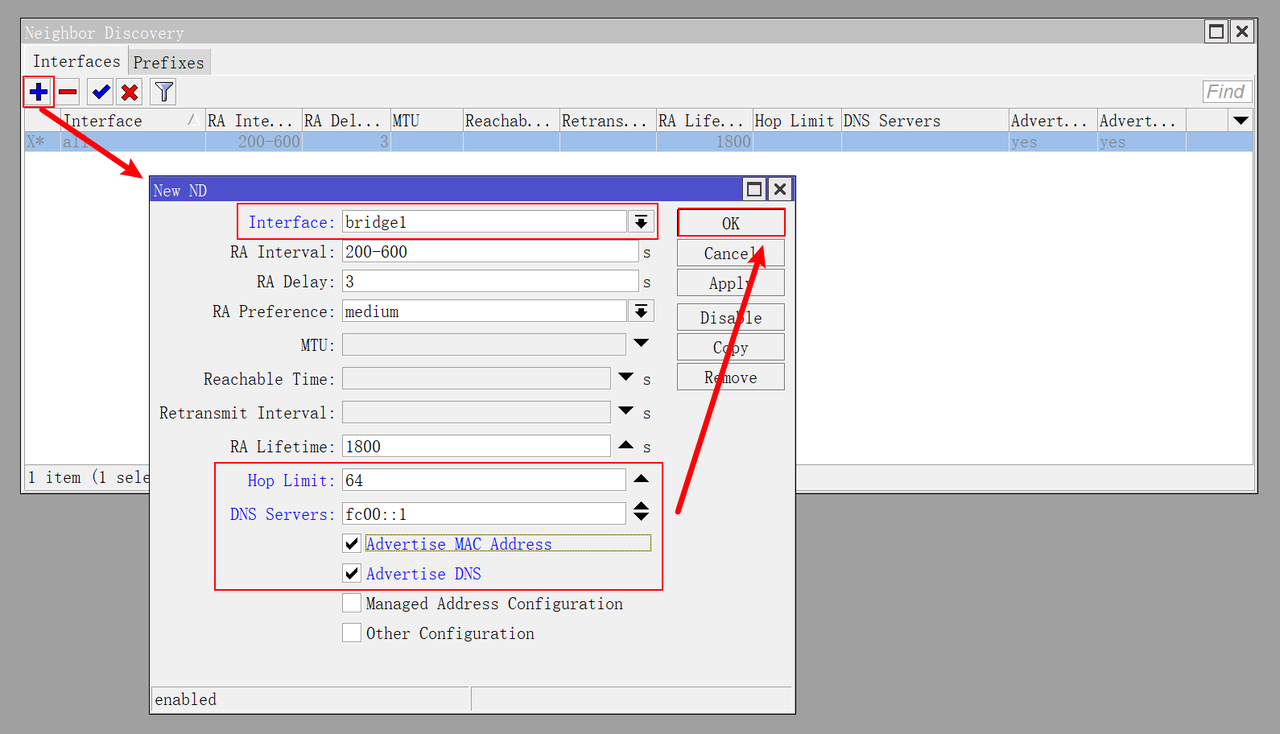 Neighbor Discovery
Interfaces Prefixes
Find
Interface RA Inte... RA Del... MTU Reachab... Retrans... RA Life... Hop Limit DNS Servers Advert... Advert...
X* all 200-600 3 1800 yes yes
New ND
Interface: bridge1
OK
RA Interval: 200-600 s
Cancel
RA Delay: 3 s
Apply
RA Preference: medium
Disable
MTU:
Copy
Reachable Time: s
Remove
Retransmit Interval: s
RA Lifetime: 1800 s
1 item (1 sele
Hop Limit: 64
DNS Servers: fc00::1
Advertise MAC Address
Advertise DNS
Managed Address Configuration
Other Configuration
enabled